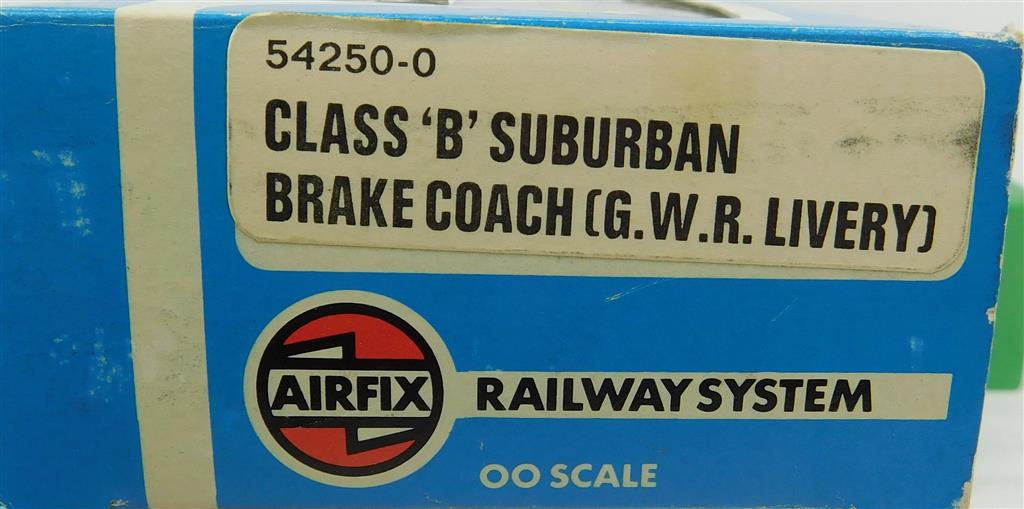 54250-0
CLASS ‘B’ SUBURBAN
BRAKE COACH (G.W.R. LIVERY)
AIRFIX
RAILWAY SYSTEM
OO SCALE